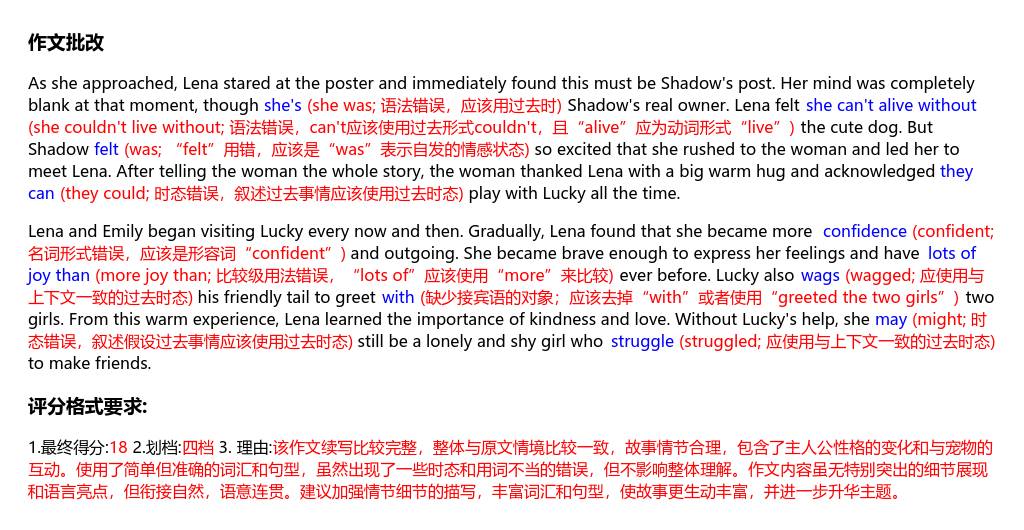 作文批改
As she approached, Lena stared at the poster and immediately found this must be Shadow's post. Her mind was completely
blank at that moment, though she's (she was; 语法错误，应该用过去时) Shadow's real owner. Lena felt she can't alive without
(she couldn't live without; 语法错误，can't应该使用过去形式couldn't，且“alive”应为动词形式“live”) the cute dog. But
Shadow felt (was; “felt”用错，应该是“was”表示自发的情感状态) so excited that she rushed to the woman and led her to
meet Lena. After telling the woman the whole story, the woman thanked Lena with a big warm hug and acknowledged they
can (they could; 时态错误，叙述过去事情应该使用过去时态) play with Lucky all the time.
Lena and Emily began visiting Lucky every now and then. Gradually, Lena found that she became more confidence (confident;
名词形式错误，应该是形容词“confident”) and outgoing. She became brave enough to express her feelings and have lots of
joy than (more joy than; 比较级用法错误，“lots of”应该使用“more”来比较) ever before. Lucky also wags (wagged; 应使用与
上下文一致的过去时态) his friendly tail to greet with (缺少接宾语的对象；应该去掉“with”或者使用“greeted the two girls”) two
girls. From this warm experience, Lena learned the importance of kindness and love. Without Lucky's help, she may (might; 时
态错误，叙述假设过去事情应该使用过去时态) still be a lonely and shy girl who struggle (struggled; 应使用与上下文一致的过去时态)
to make friends.
评分格式要求:
1.最终得分:18 2.划档:四档 3. 理由:该作文续写比较完整，整体与原文情境比较一致，故事情节合理，包含了主人公性格的变化和与宠物的
互动。使用了简单但准确的词汇和句型，虽然出现了一些时态和用词不当的错误，但不影响整体理解。作文内容虽无特别突出的细节展现
和语言亮点，但衔接自然，语意连贯。建议加强情节细节的描写，丰富词汇和句型，使故事更生动丰富，并进一步升华主题。